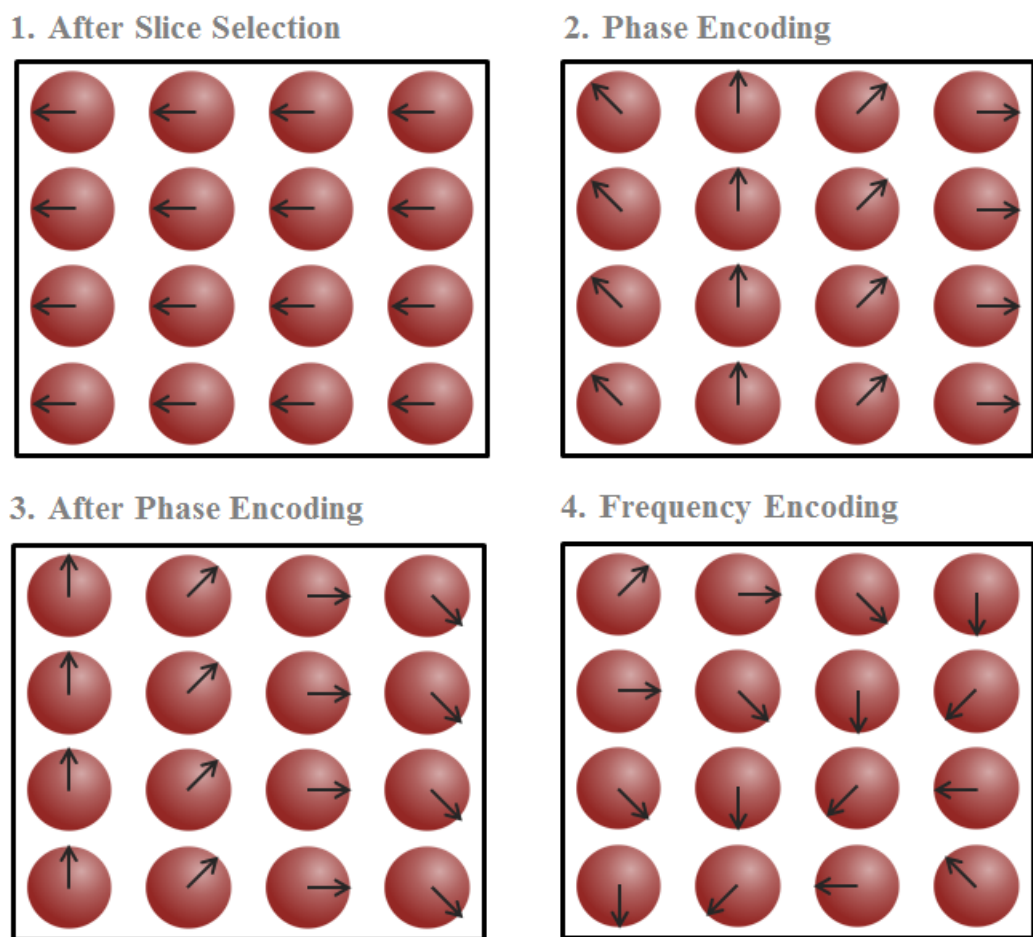 1. After Slice Selection
2. Phase Encoding
3. After Phase Encoding
4. Frequency Encoding